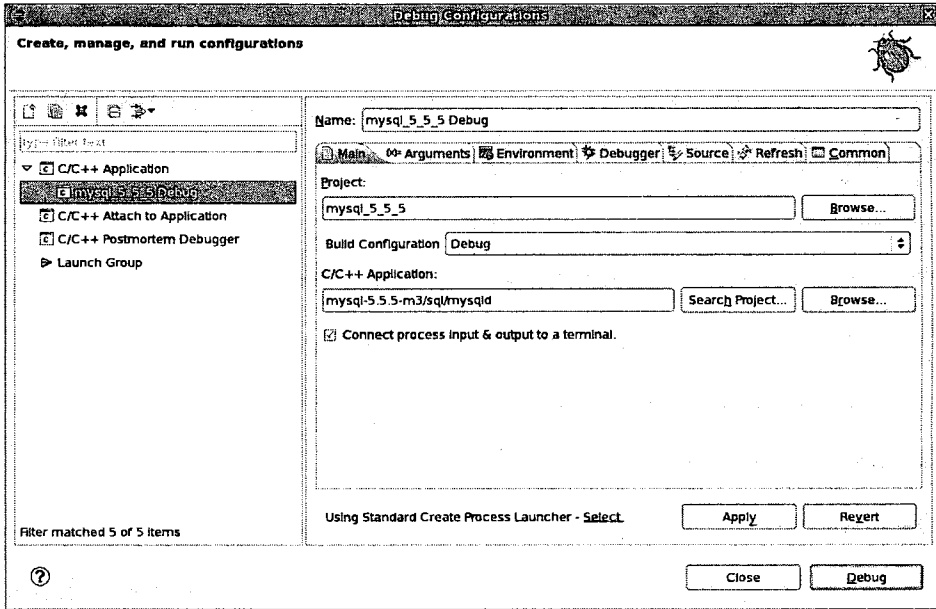 Debug Configurations
Create, manage, and run configurations
type filter text
C/C++ Application
mysql_5_5_5 Debug
C/C++ Attach to Application
C/C++ Postmortem Debugger
Launch Group
Filter matched 5 of 5 items
Name: mysql_5_5_5 Debug
Main (x)= Arguments Environment Debugger Source Refresh Common
Project:
mysql_5_5_5 Browse...
Build Configuration Debug
C/C++ Application:
mysql-5.5.5-m3/sql/mysqld Search Project... Browse...
Connect process input & output to a terminal.
Using Standard Create Process Launcher - Select Apply Revert
Close Debug